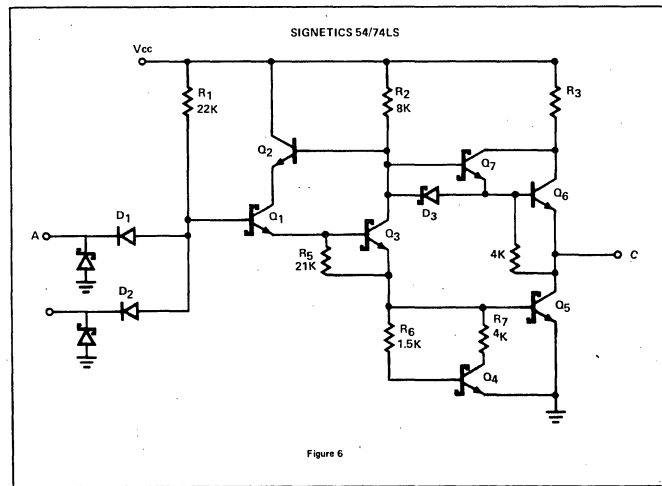 SIGNETICS 54/74LS
Vcc
R1
22K
R2
8K
R3
Q2
Q7
Q6
Q1
D3
Q3
A
D1
R5
21K
4K
C
D2
Q5
R6
1.5K
R7
4K
Q4
Figure 6